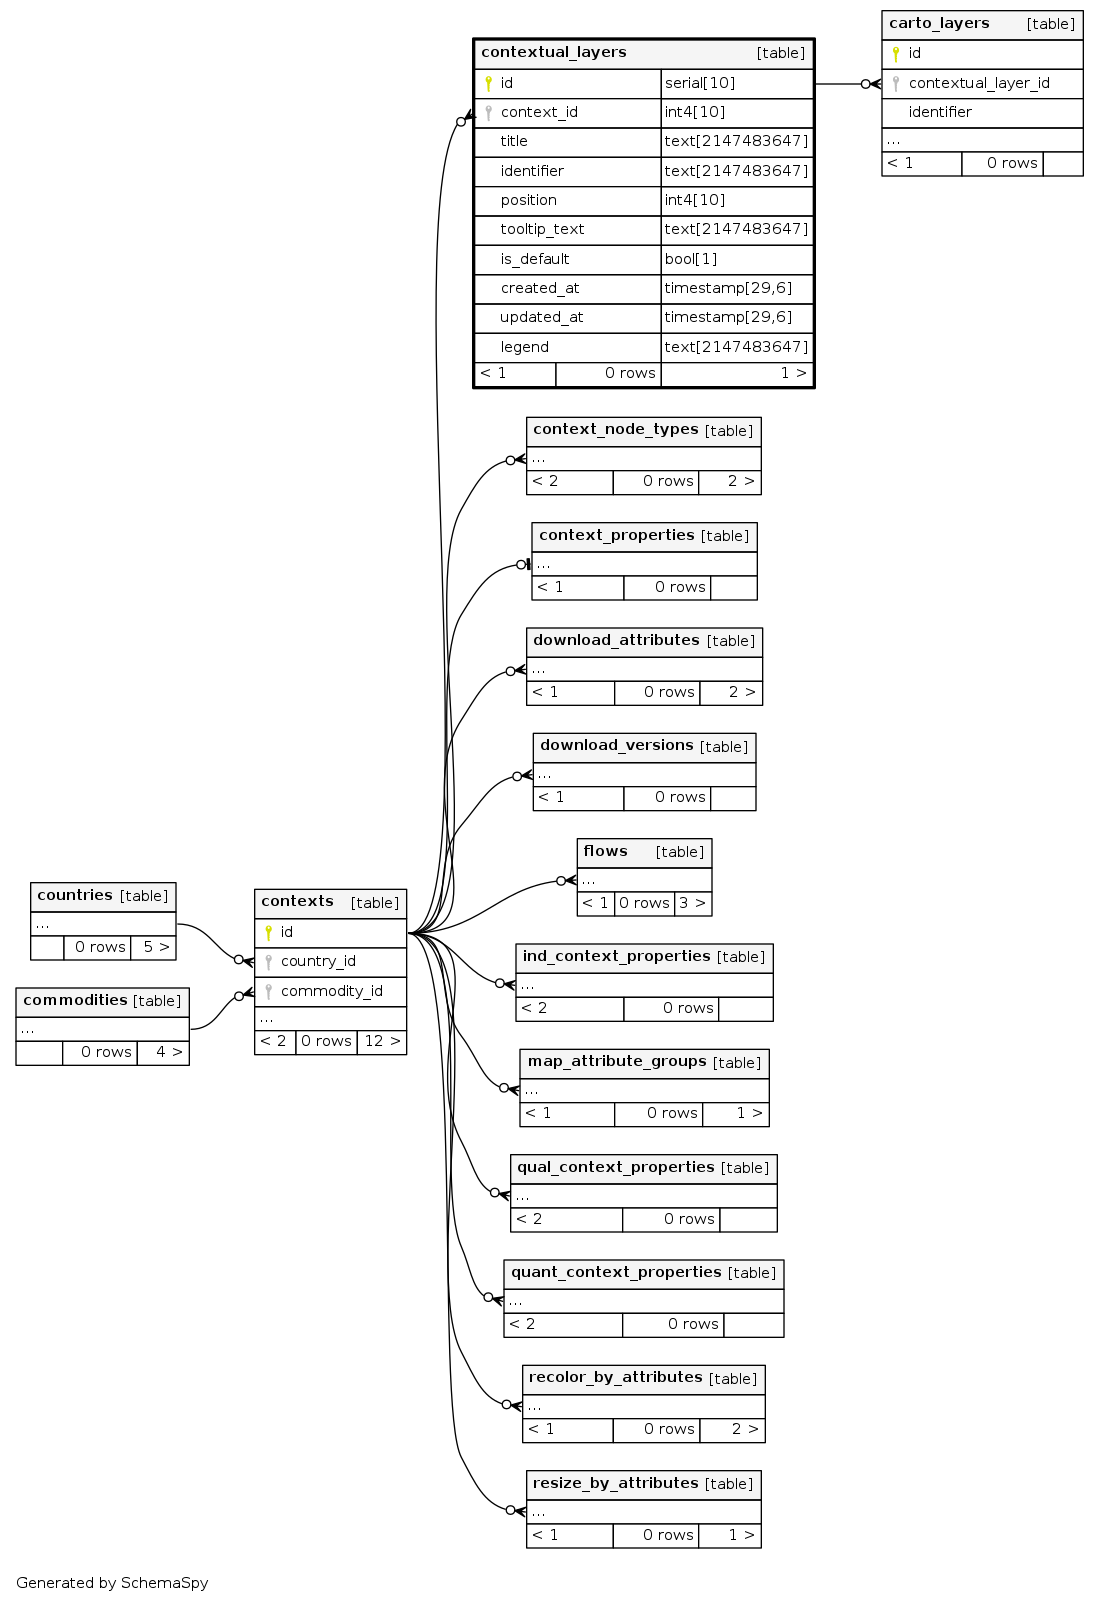 carto_layers [table]
id
contextual_layer_id
identifier
...
< 1 0 rows
contextual_layers [table]
id serial[10]
context_id int4[10]
title text[2147483647]
identifier text[2147483647]
position int4[10]
tooltip_text text[2147483647]
is_default bool[1]
created_at timestamp[29,6]
updated_at timestamp[29,6]
legend text[2147483647]
< 1 0 rows 1 >
context_node_types [table]
...
< 2 0 rows 2 >
context_properties [table]
...
< 1 0 rows
download_attributes [table]
...
< 1 0 rows 2 >
download_versions [table]
...
< 1 0 rows
flows [table]
...
< 1 0 rows 3 >
countries [table]
...
0 rows 5 >
commodities [table]
...
0 rows 4 >
contexts [table]
id
country_id
commodity_id
...
< 2 0 rows 12 >
ind_context_properties [table]
...
< 2 0 rows
map_attribute_groups [table]
...
< 1 0 rows 1 >
qual_context_properties [table]
...
< 2 0 rows
quant_context_properties [table]
...
< 2 0 rows
recolor_by_attributes [table]
...
< 1 0 rows 2 >
resize_by_attributes [table]
...
< 1 0 rows 1 >
Generated by SchemaSpy